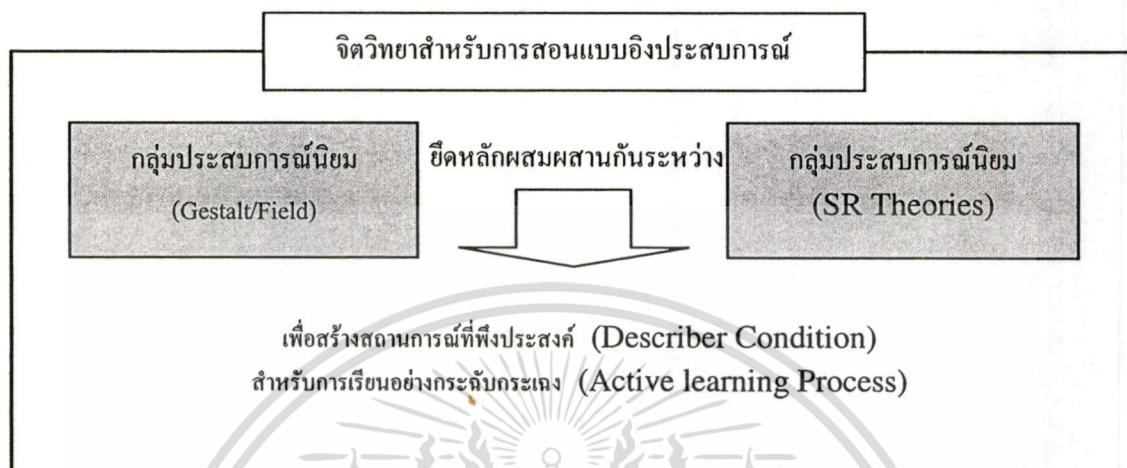 จิตวิทยาสำหรับการสอนแบบอิงประสบการณ์
กลุ่มประสบการณ์นิยม
(Gestalt/Field)
ยึดหลักผสมผสานกันระหว่าง
กลุ่มประสบการณ์นิยม
(SR Theories)
เพื่อสร้างสถานการณ์ที่พึงประสงค์ (Describer Condition)
สำหรับการเรียนอย่างกระฉับกระเฉง (Active learning Process)